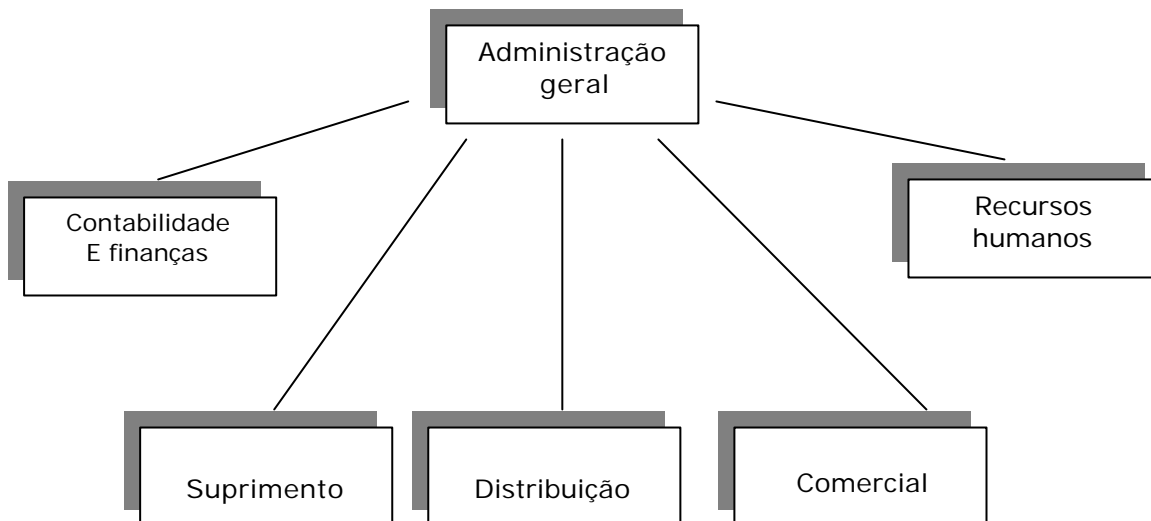 Administração
geral
Contabilidade
E finanças
Recursos
humanos
Suprimento
Distribuição
Comercial